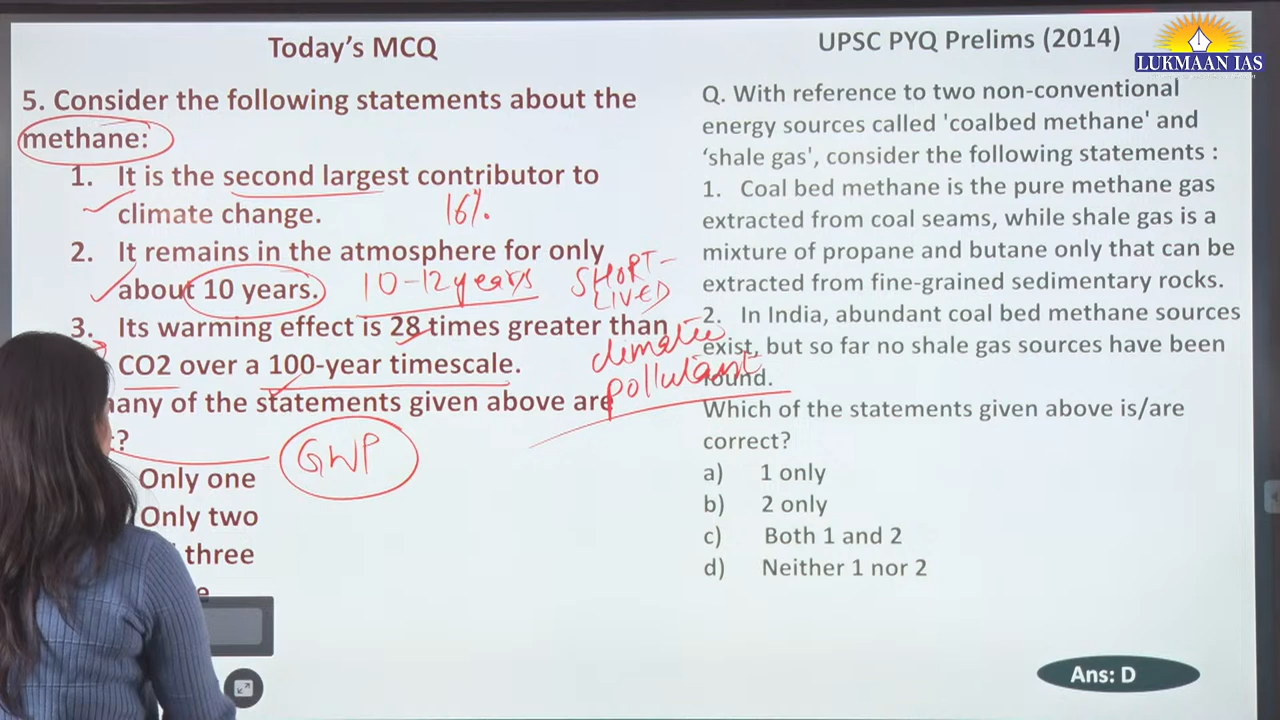 Today's MCQ
5. Consider the following statements about the
methane:
1. It is the second largest contributor to
climate change.
16%
2. It remains in the atmosphere for only
about 10 years.
10-12 years
SHORT-
LIVED
climatic
pollutant
3. Its warming effect is 28 times greater than
CO2 over a 100-year timescale.
many of the statements given above are
?
GWP
Only one
Only two
three
e
UPSC PYQ Prelims (2014)
LUKMAAN IAS
Q. With reference to two non-conventional
energy sources called 'coalbed methane' and
‘shale gas', consider the following statements :
1. Coal bed methane is the pure methane gas
extracted from coal seams, while shale gas is a
mixture of propane and butane only that can be
extracted from fine-grained sedimentary rocks.
2. In India, abundant coal bed methane sources
exist, but so far no shale gas sources have been
found.
Which of the statements given above is/are
correct?
a) 1 only
b) 2 only
c) Both 1 and 2
d) Neither 1 nor 2
Ans: D